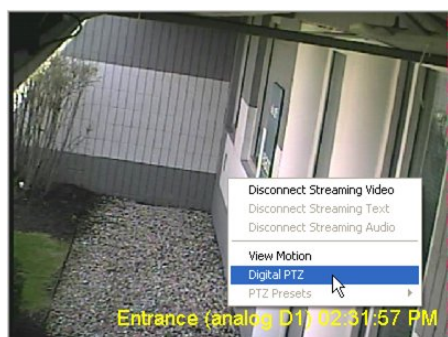 Disconnect Streaming Video
Disconnect Streaming Text
Disconnect Streaming Audio
View Motion
Digital PTZ
PTZ Presets
Entrance (analog D1) 02:31:57 PM